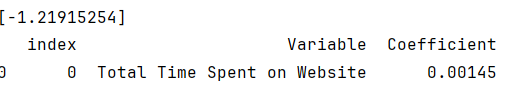 [-1.21915254]
index Variable Coefficient
0 0 Total Time Spent on Website 0.00145